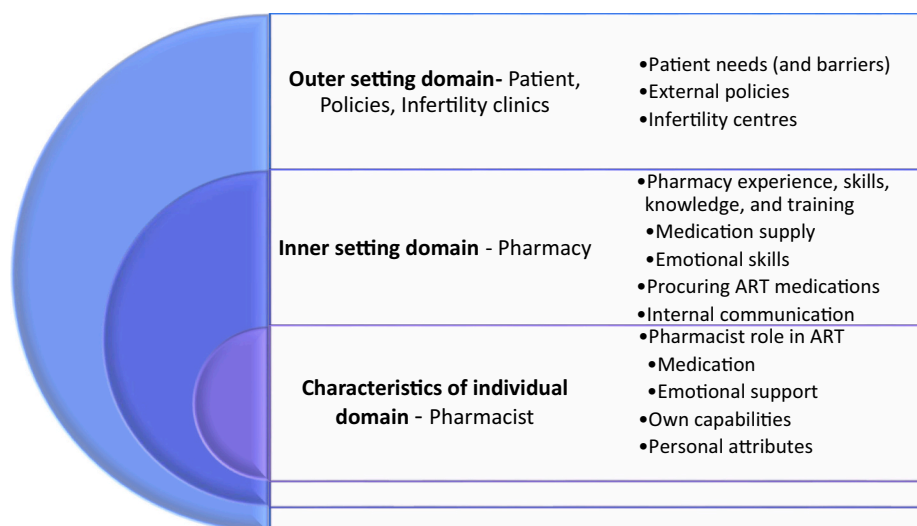 Outer setting domain- Patient,
Policies, Infertility clinics
•Patient needs (and barriers)
•External policies
•Infertility centres
Inner setting domain - Pharmacy
•Pharmacy experience, skills,
knowledge, and training
•Medication supply
•Emotional skills
•Procuring ART medications
•Internal communication
Characteristics of individual
domain - Pharmacist
•Pharmacist role in ART
•Medication
•Emotional support
•Own capabilities
•Personal attributes